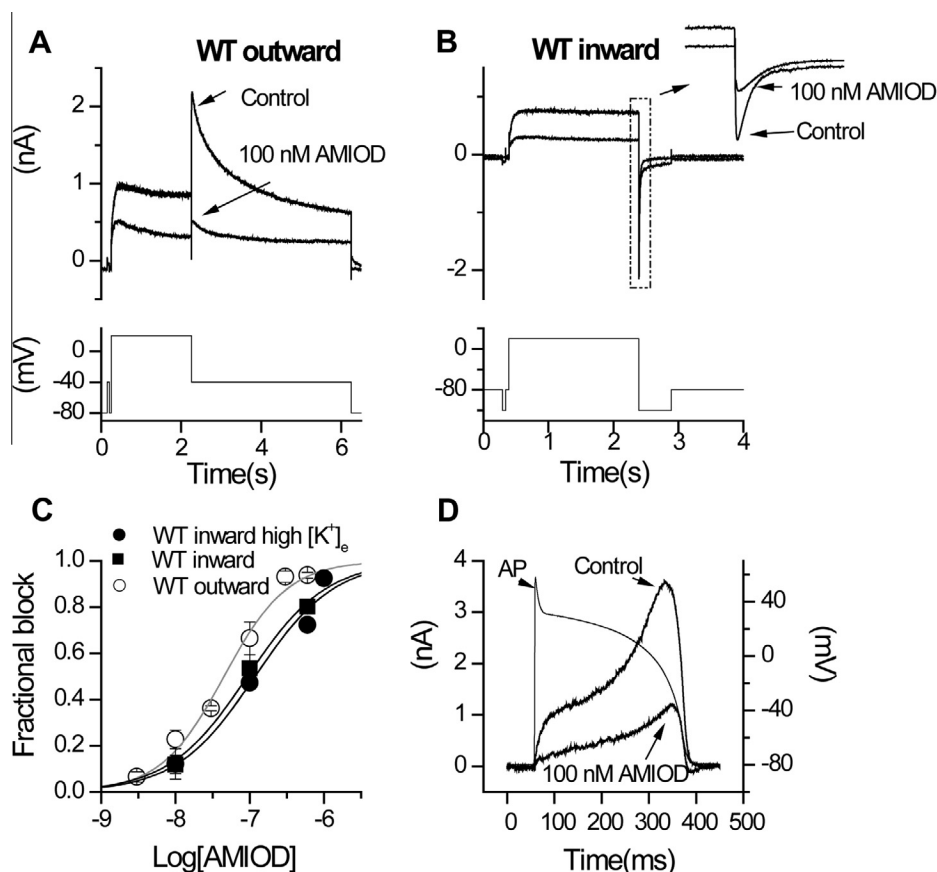 A
WT outward
Control
100 nM AMIOD
(nA)
2
1
0
(mV)
0
-40
-80
0
2
4
6
Time(s)
B
WT inward
100 nM AMIOD
Control
0
-2
0
-80
0
1
2
3
4
Time(s)
C
WT inward high [K+]e
WT inward
WT outward
Fractional block
1.0
0.8
0.6
0.4
0.2
0.0
-9
-8
-7
-6
Log[AMIOD]
D
AP
Control
100 nM AMIOD
(nA)
4
3
2
1
0
(mV)
40
0
-40
-80
0
100
200
300
400
500
Time(ms)